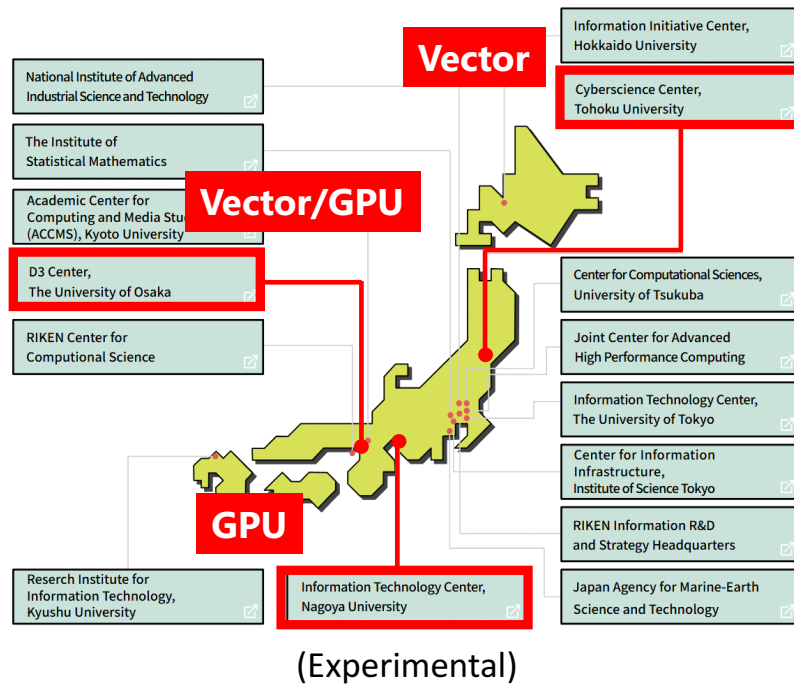 Information Initiative Center,
Hokkaido University
Vector
National Institute of Advanced
Industrial Science and Technology
Cyberscience Center,
Tohoku University
The Institute of
Statistical Mathematics
Vector/GPU
Academic Center for
Computing and Media
(ACCMS), Kyoto University
D3 Center,
The University of Osaka
Center for Computational Sciences,
University of Tsukuba
RIKEN Center for
Computional Science
Joint Center for Advanced
High Performance Computing
Information Technology Center,
The University of Tokyo
Center for Information
Infrastructure,
Institute of Science Tokyo
GPU
RIKEN Information R&D
and Strategy Headquarters
Reserch Institute for
Information Technology,
Kyushu University
Information Technology Center,
Nagoya University
Japan Agency for Marine-Earth
Science and Technology
(Experimental)